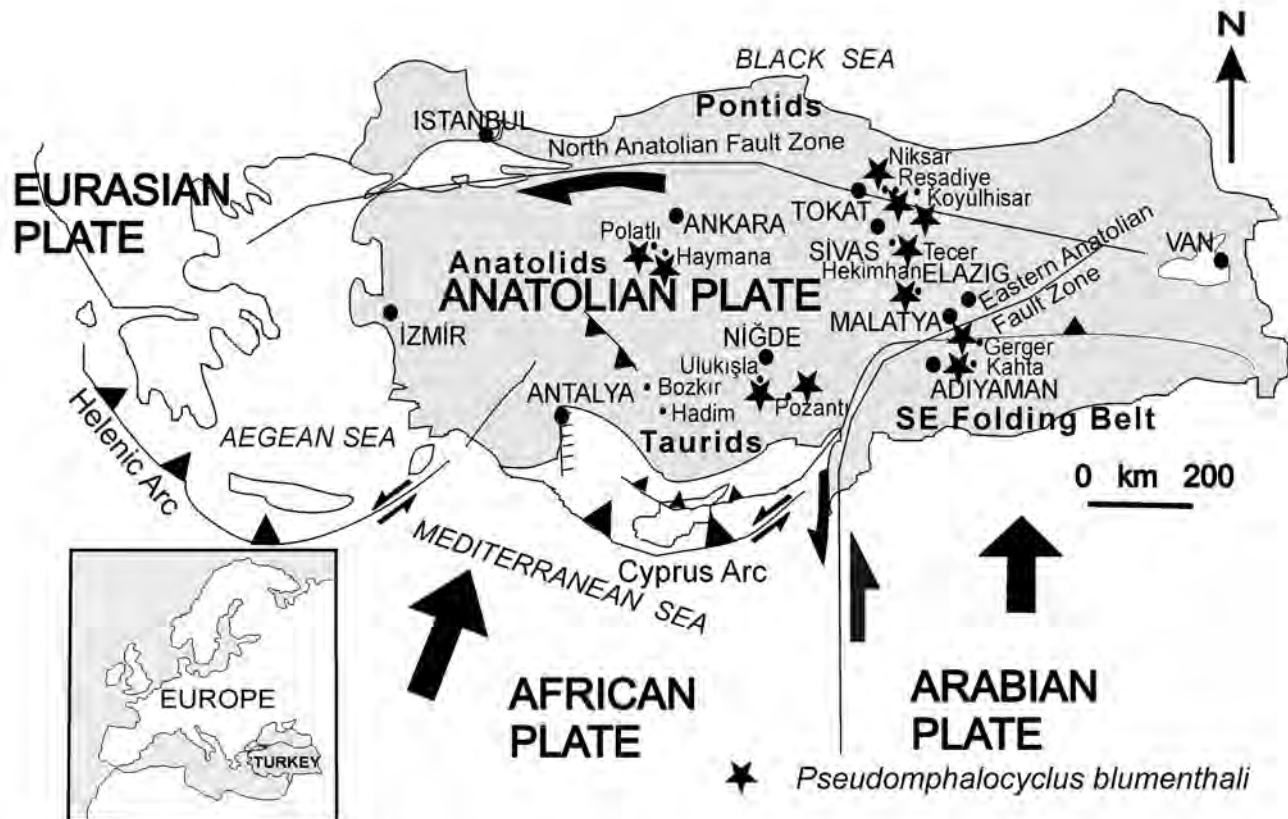 N
BLACK SEA
Pontids
ISTANBUL
North Anatolian Fault Zone
Niksar
Reşadiye
Koyulhisar
EURASIAN
PLATE
TOKAT
ANKARA
Polatlı
Haymana
SİVAS
Tecer
VAN
Hekimhan
ELAZIG
Eastern Anatolian
Fault Zone
Anatolids
ANATOLIAN PLATE
MALATYA
İZMİR
NİĞDE
Ulukışla
Gerger
Kahta
ANTALYA
Bozkır
Hadim
Pozantı
ADIYAMAN
Taurids
SE Folding Belt
Helenic Arc
AEGEAN SEA
0 km 200
MEDITERRANEAN SEA
Cyprus Arc
EUROPE
TURKEY
AFRICAN
PLATE
ARABIAN
PLATE
Pseudomphalocyclus blumenthali